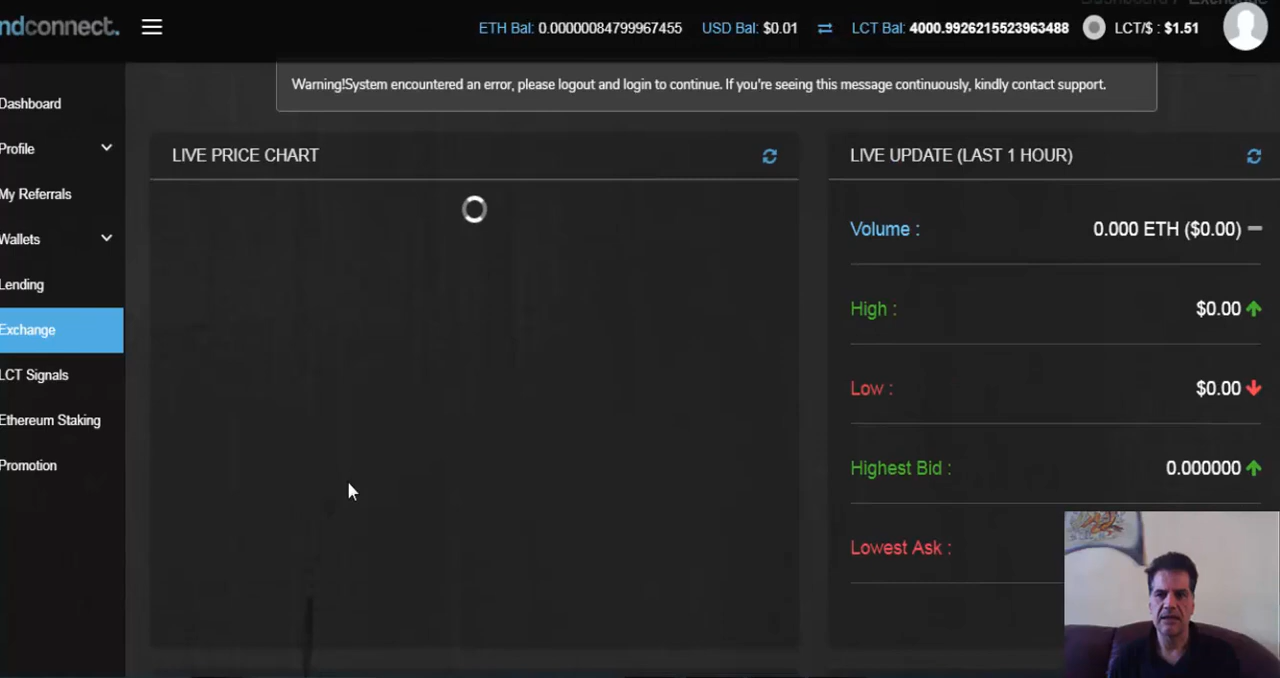 ndconnect.
ETH Bal: 0.00000084799967455 USD Bal: $0.01 LCT Bal: 4000.9926215523963488 LCT/$ : $1.51
Warning!System encountered an error, please logout and login to continue. If you're seeing this message continuously, kindly contact support.
Dashboard
Profile
My Referrals
Wallets
Lending
Exchange
LCT Signals
Ethereum Staking
Promotion
LIVE PRICE CHART
LIVE UPDATE (LAST 1 HOUR)
Volume : 0.000 ETH ($0.00)
High : $0.00
Low : $0.00
Highest Bid : 0.000000
Lowest Ask :